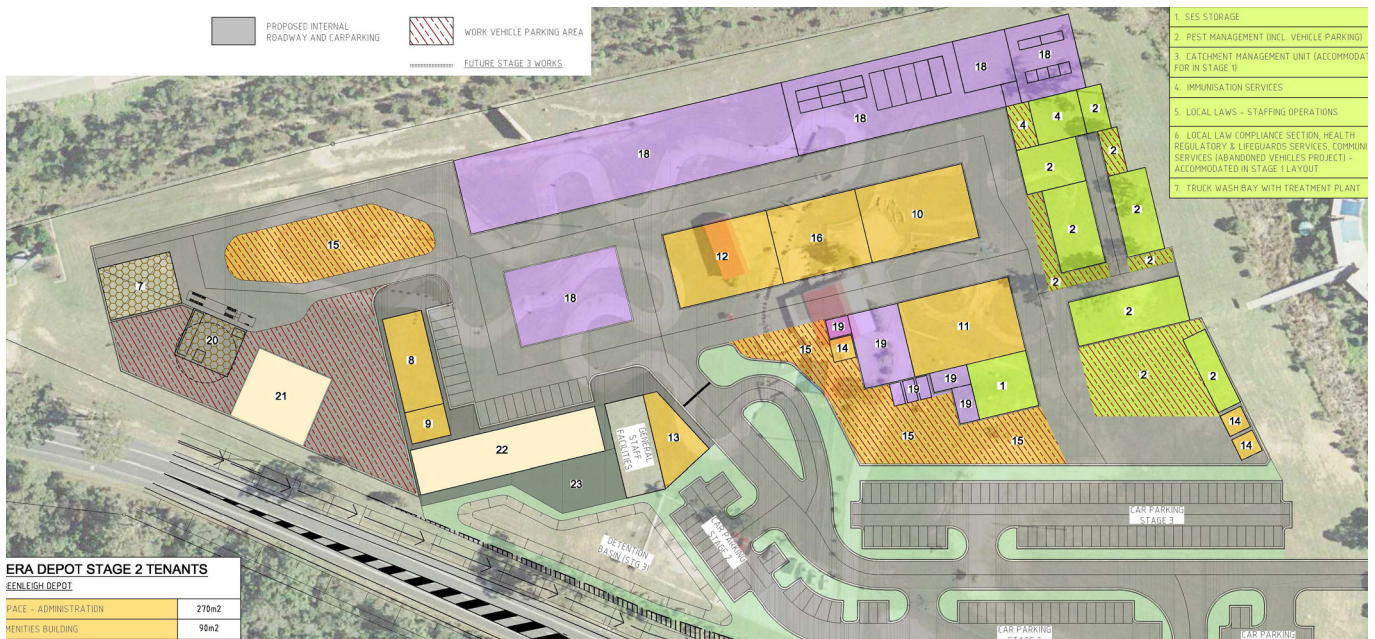 PROPOSED INTERNAL
ROADWAY AND CARPARKING
WORK VEHICLE PARKING AREA
FUTURE STAGE 3 WORKS
1. SES STORAGE
2. PEST MANAGEMENT (INCL. VEHICLE PARKING)
3. CATCHMENT MANAGEMENT UNIT (ACCOMMODAT
FOR IN STAGE 1)
4. IMMUNISATION SERVICES
5. LOCAL LAWS - STAFFING OPERATIONS
6. LOCAL LAW COMPLIANCE SECTION, HEALTH
REGULATORY & LIFEGUARDS SERVICES, COMMUNI
SERVICES (ABANDONED VEHICLES PROJECT) -
ACCOMMODATED IN STAGE 1 LAYOUT
7. TRUCK WASH BAY WITH TREATMENT PLANT
18
18
18
18
4
4
2
2
2
2
2
2
2
15
10
16
12
7
18
20
2
11
19
14
19
15
8
21
1
19
19
19
2
2
9
13
22
GENERAL
STAFF
FACILITIES
15
15
14
14
23
CAR PARKING
STAGE 3
CAR PARKING
STAGE 2
DETENTION
BASIN (STG 3)
ERA DEPOT STAGE 2 TENANTS
EENLEIGH DEPOT
PACE - ADMINISTRATION
270m2
MENITIES BUILDING
90m2
CAR PARKING
CAR PARKING